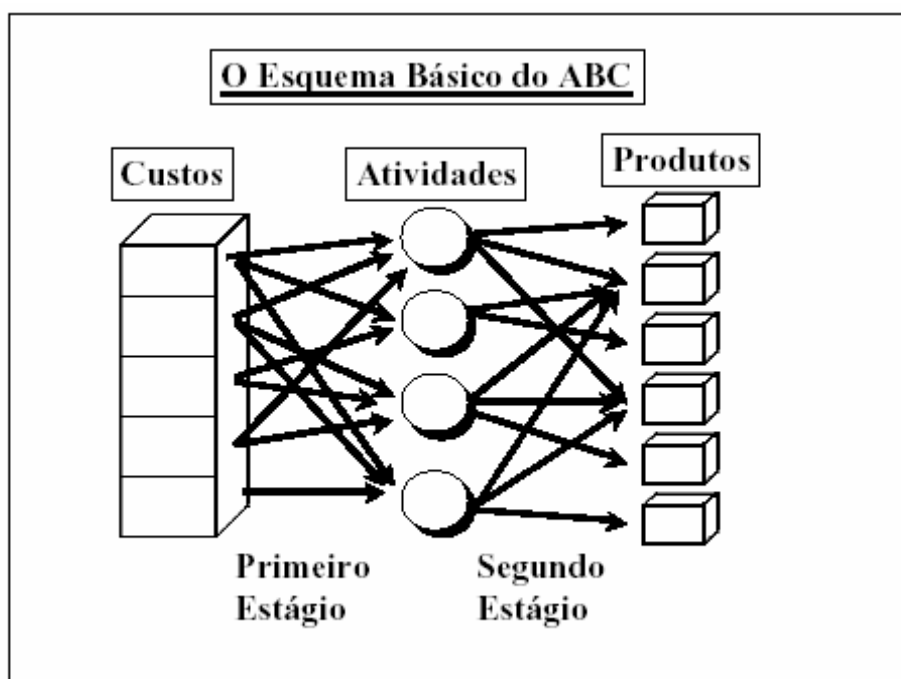 O Esquema Básico do ABC
Custos
Atividades
Produtos
Primeiro
Estágio
Segundo
Estágio